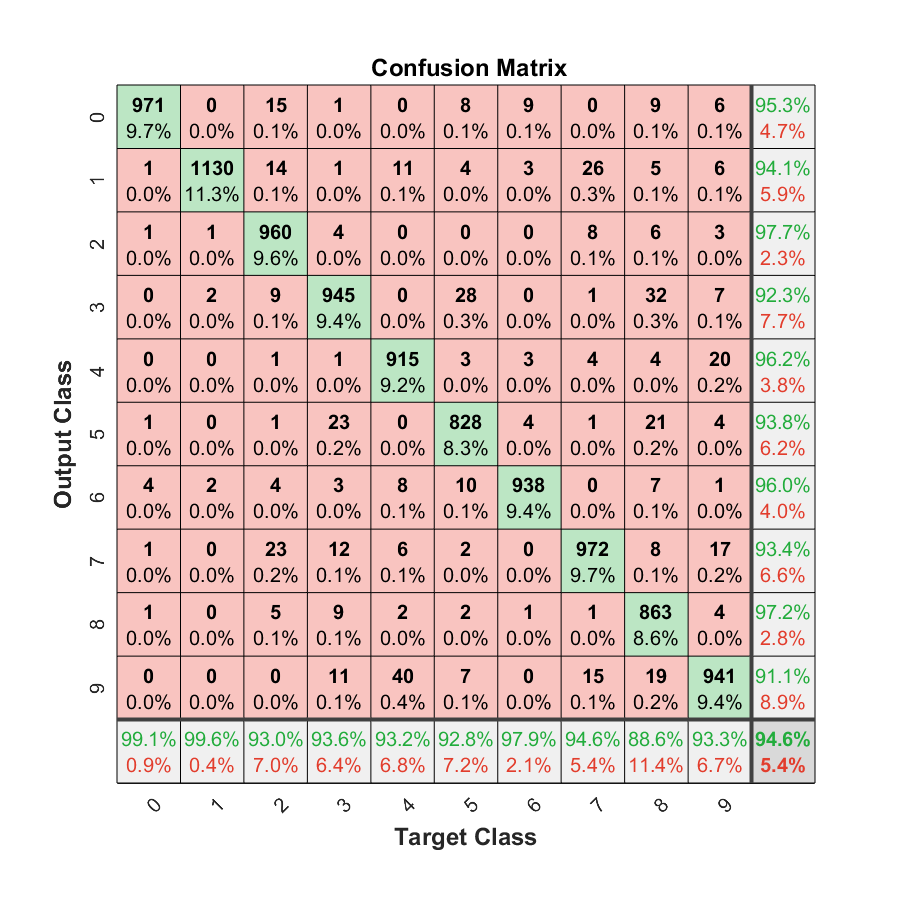 Confusion Matrix
971 0 15 1 0 8 9 0 9 6 95.3%
0
9.7% 0.0% 0.1% 0.0% 0.0% 0.1% 0.1% 0.0% 0.1% 0.1% 4.7%
1 1130 14 1 11 4 3 26 5 6 94.1%
1
0.0% 11.3% 0.1% 0.0% 0.1% 0.0% 0.0% 0.3% 0.1% 0.1% 5.9%
1 1 960 4 0 0 0 8 6 3 97.7%
2
0.0% 0.0% 9.6% 0.0% 0.0% 0.0% 0.0% 0.1% 0.1% 0.0% 2.3%
0 2 9 945 0 28 0 1 32 7 92.3%
3
0.0% 0.0% 0.1% 9.4% 0.0% 0.3% 0.0% 0.0% 0.3% 0.1% 7.7%
0 0 1 1 915 3 3 4 4 20 96.2%
4
0.0% 0.0% 0.0% 0.0% 9.2% 0.0% 0.0% 0.0% 0.0% 0.2% 3.8%
Output Class
1 0 1 23 0 828 4 1 21 4 93.8%
5
0.0% 0.0% 0.0% 0.2% 0.0% 8.3% 0.0% 0.0% 0.2% 0.0% 6.2%
4 2 4 3 8 10 938 0 7 1 96.0%
6
0.0% 0.0% 0.0% 0.0% 0.1% 0.1% 9.4% 0.0% 0.1% 0.0% 4.0%
1 0 23 12 6 2 0 972 8 17 93.4%
7
0.0% 0.0% 0.2% 0.1% 0.1% 0.0% 0.0% 9.7% 0.1% 0.2% 6.6%
1 0 5 9 2 2 1 1 863 4 97.2%
8
0.0% 0.0% 0.1% 0.1% 0.0% 0.0% 0.0% 0.0% 8.6% 0.0% 2.8%
0 0 0 11 40 7 0 15 19 941 91.1%
9
0.0% 0.0% 0.0% 0.1% 0.4% 0.1% 0.0% 0.1% 0.2% 9.4% 8.9%
99.1% 99.6% 93.0% 93.6% 93.2% 92.8% 97.9% 94.6% 88.6% 93.3% 94.6%
0.9% 0.4% 7.0% 6.4% 6.8% 7.2% 2.1% 5.4% 11.4% 6.7% 5.4%
0 1 2 3 4 5 6 7 8 9
Target Class